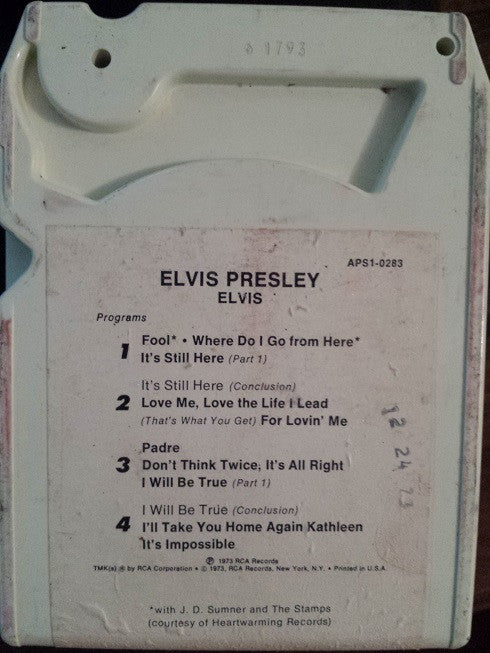 6 1793
APS1-0283
ELVIS PRESLEY
ELVIS
Programs
1 Fool* • Where Do I Go from Here*
It's Still Here (Part 1)
It's Still Here (Conclusion)
2 Love Me, Love the Life I Lead
(That's What You Get) For Lovin' Me
Padre
3 Don't Think Twice, It's All Right
I Will Be True (Part 1)
I Will Be True (Conclusion)
4 I'll Take You Home Again Kathleen
It's Impossible
12 24 73
℗ 1973 RCA Records
TMK(s) ® by RCA Corporation • © 1973, RCA Records, New York, N.Y. • Printed in U.S.A.
*with J. D. Sumner and The Stamps
(courtesy of Heartwarming Records)